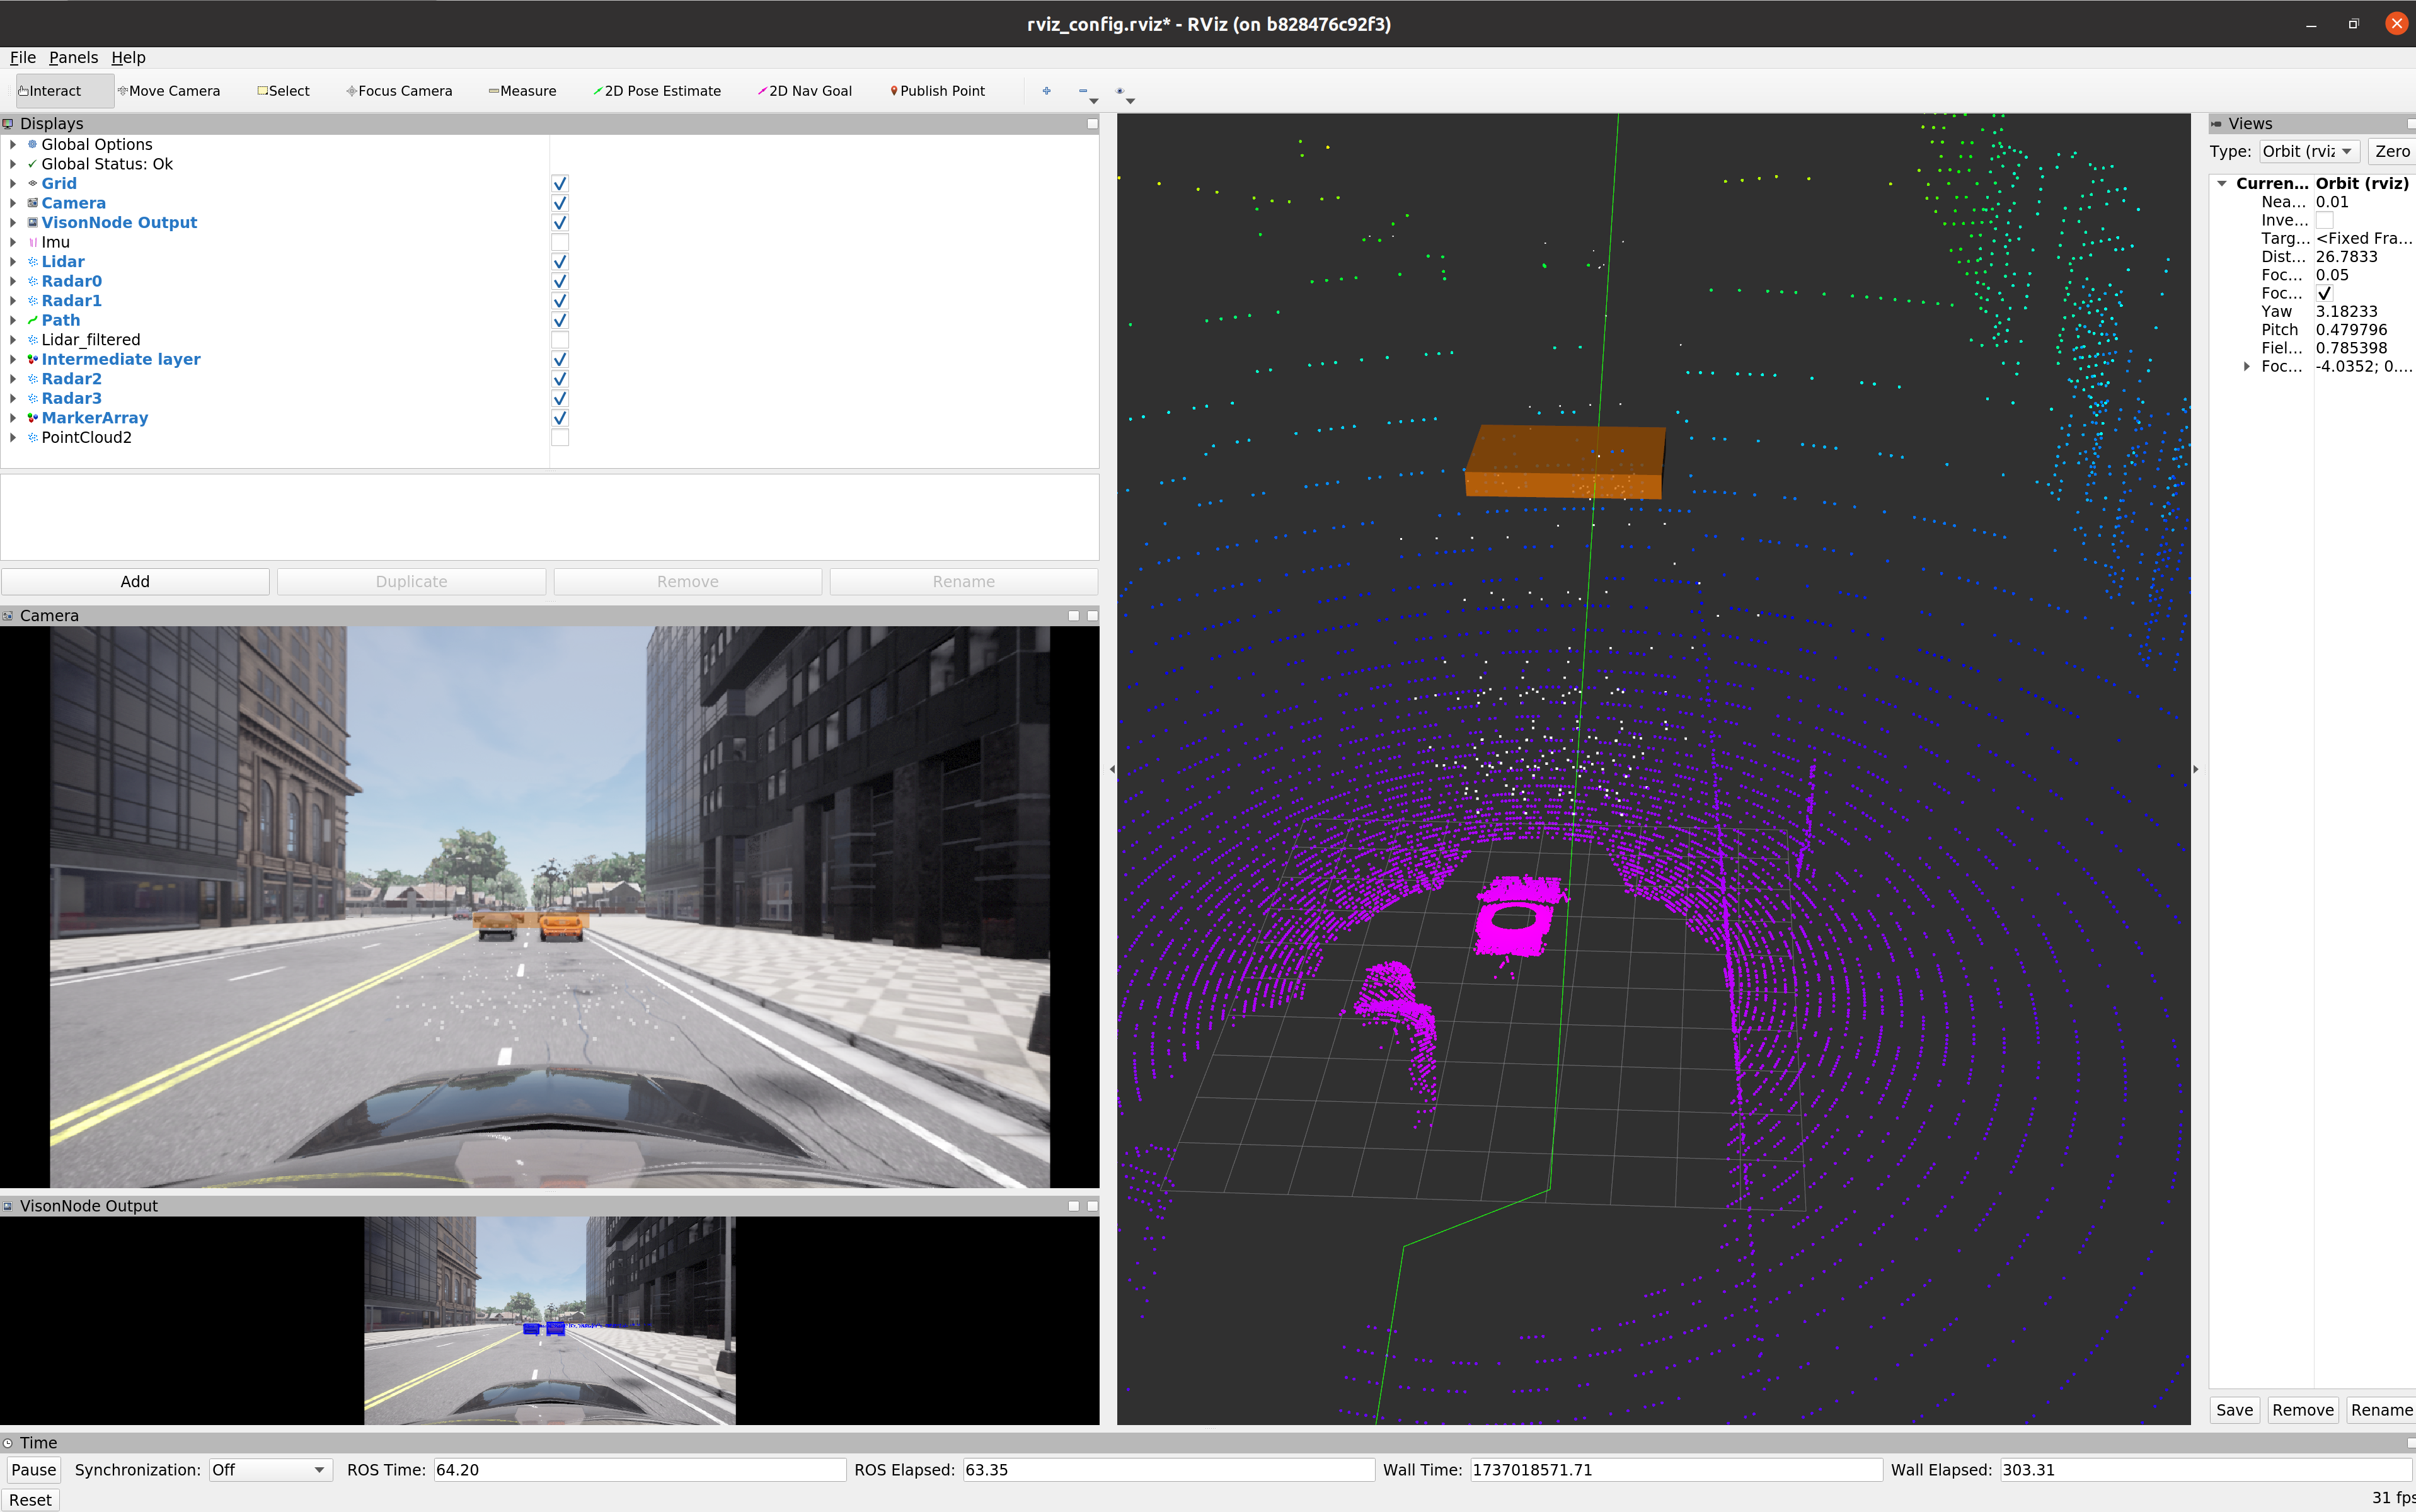 rviz_config.rviz* - RViz (on b828476c92f3)
File Panels Help
Interact Move Camera Select Focus Camera Measure 2D Pose Estimate 2D Nav Goal Publish Point
Displays
Global Options
Global Status: Ok
Grid
Camera
VisonNode Output
Imu
Lidar
Radar0
Radar1
Path
Lidar_filtered
Intermediate layer
Radar2
Radar3
MarkerArray
PointCloud2
Add Duplicate Remove Rename
Camera
VisonNode Output
Views
Type: Orbit (rviz Zero
Curren... Orbit (rviz)
Nea... 0.01
Inve...
Targ... <Fixed Fra...
Dist... 26.7833
Foc... 0.05
Foc...
Yaw 3.18233
Pitch 0.479796
Fiel... 0.785398
Foc... -4.0352; 0....
Save Remove Rename
Time
Pause Synchronization: Off ROS Time: 64.20 ROS Elapsed: 63.35 Wall Time: 1737018571.71 Wall Elapsed: 303.31
Reset
31 fps